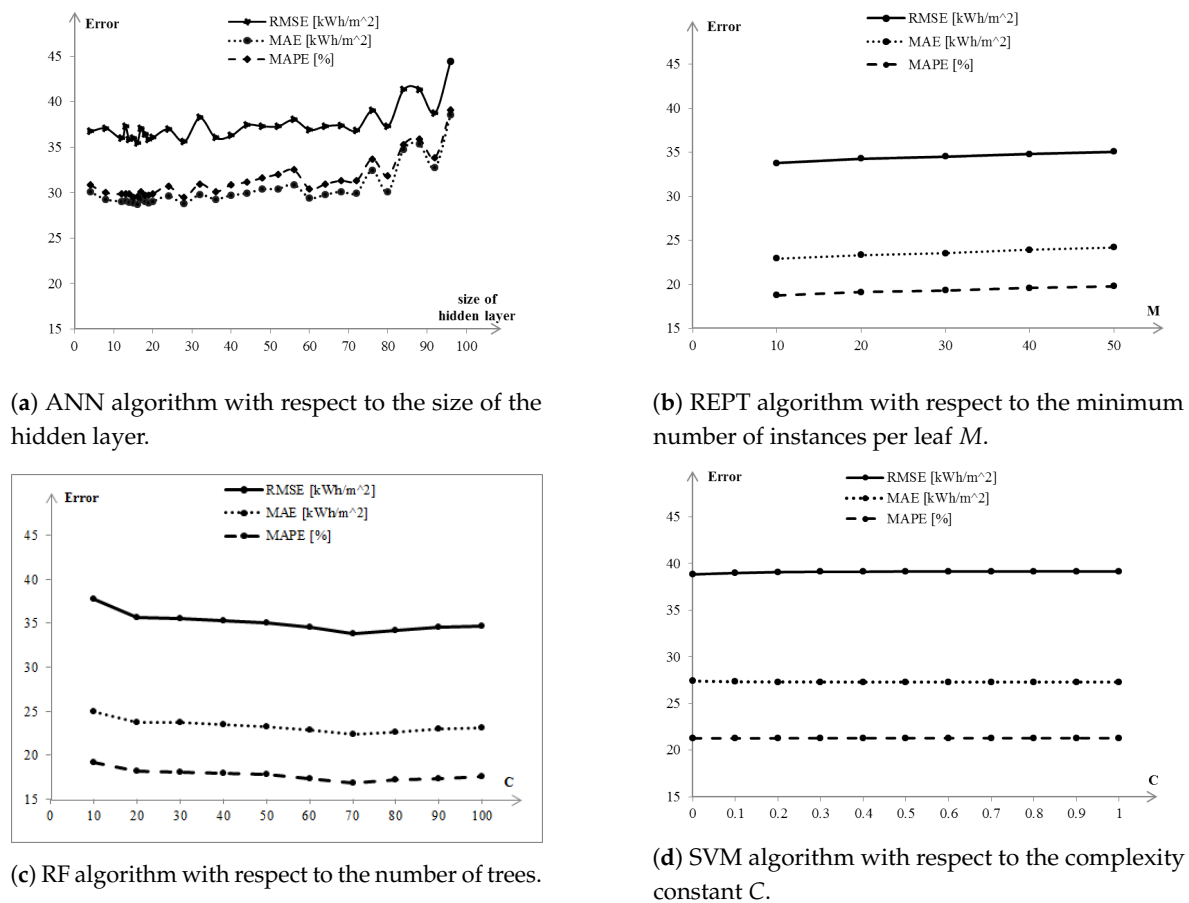 Error
RMSE [kWh/m^2]
MAE [kWh/m^2]
MAPE [%]
45
40
35
30
25
20
15
size of
hidden layer
0 10 20 30 40 50 60 70 80 90 100
(a) ANN algorithm with respect to the size of the
hidden layer.
Error
RMSE [kWh/m^2]
MAE [kWh/m^2]
MAPE [%]
45
40
35
30
25
20
15
M
0 10 20 30 40 50
(b) REPT algorithm with respect to the minimum
number of instances per leaf M.
Error
RMSE [kWh/m^2]
MAE [kWh/m^2]
MAPE [%]
45
40
35
30
25
20
15
C
0 10 20 30 40 50 60 70 80 90 100
(c) RF algorithm with respect to the number of trees.
Error
RMSE [kWh/m^2]
MAE [kWh/m^2]
MAPE [%]
45
40
35
30
25
20
15
C
0 0.1 0.2 0.3 0.4 0.5 0.6 0.7 0.8 0.9 1
(d) SVM algorithm with respect to the complexity
constant C.